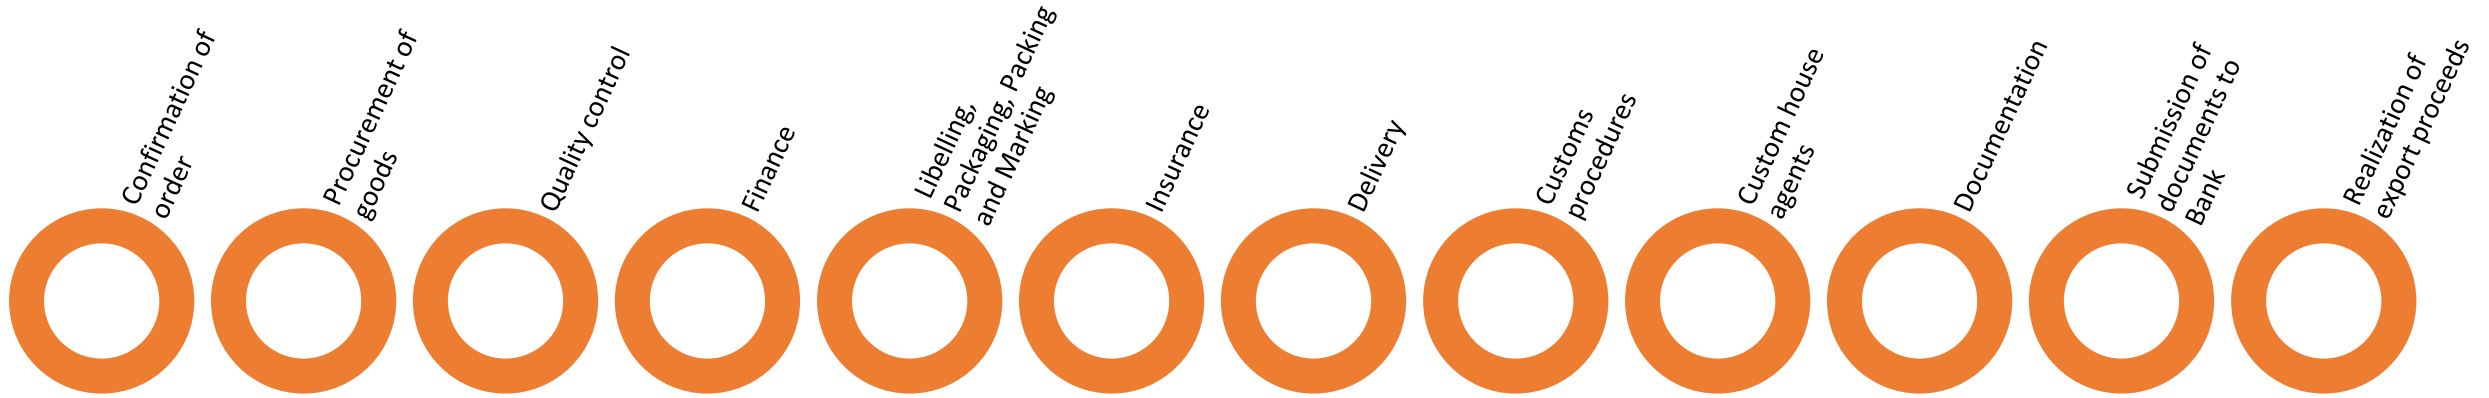 Confirmation of
order
Procurement of
goods
Quality control
Finance
Libelling,
Packaging, Packing
and Marking
Insurance
Delivery
Customs
procedures
Custom house
agents
Documentation
Submission of
documents to
Bank
Realization of
export proceeds